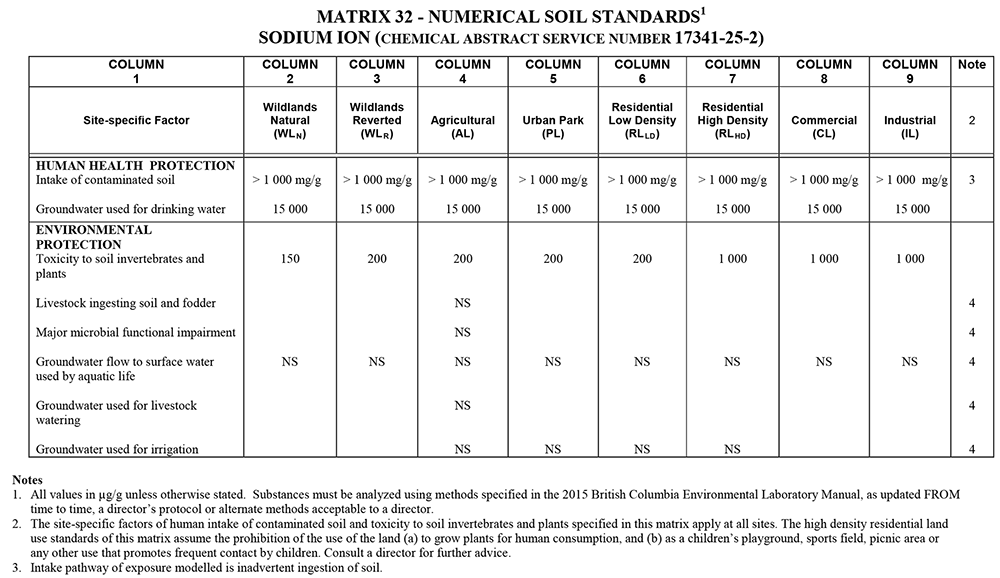 MATRIX 32 - NUMERICAL SOIL STANDARDS1
SODIUM ION (CHEMICAL ABSTRACT SERVICE NUMBER 17341-25-2)
COLUMN 1 COLUMN 2 COLUMN 3 COLUMN 4 COLUMN 5 COLUMN 6 COLUMN 7 COLUMN 8 COLUMN 9 Note
Site-specific Factor Wildlands Natural (WLN) Wildlands Reverted (WLR) Agricultural (AL) Urban Park (PL) Residential Low Density (RLLD) Residential High Density (RLHD) Commercial (CL) Industrial (IL) 2
HUMAN HEALTH PROTECTION
Intake of contaminated soil > 1 000 mg/g > 1 000 mg/g > 1 000 mg/g > 1 000 mg/g > 1 000 mg/g > 1 000 mg/g > 1 000 mg/g > 1 000 mg/g 3
Groundwater used for drinking water 15 000 15 000 15 000 15 000 15 000 15 000 15 000 15 000
ENVIRONMENTAL
PROTECTION
Toxicity to soil invertebrates and 150 200 200 200 200 1 000 1 000 1 000
plants
Livestock ingesting soil and fodder NS 4
Major microbial functional impairment NS 4
Groundwater flow to surface water NS NS NS NS NS NS NS NS 4
used by aquatic life
Groundwater used for livestock NS 4
watering
Groundwater used for irrigation NS NS NS NS 4
Notes
1. All values in µg/g unless otherwise stated. Substances must be analyzed using methods specified in the 2015 British Columbia Environmental Laboratory Manual, as updated FROM
time to time, a director's protocol or alternate methods acceptable to a director.
2. The site-specific factors of human intake of contaminated soil and toxicity to soil invertebrates and plants specified in this matrix apply at all sites. The high density residential land
use standards of this matrix assume the prohibition of the use of the land (a) to grow plants for human consumption, and (b) as a children's playground, sports field, picnic area or
any other use that promotes frequent contact by children. Consult a director for further advice.
3. Intake pathway of exposure modelled is inadvertent ingestion of soil.